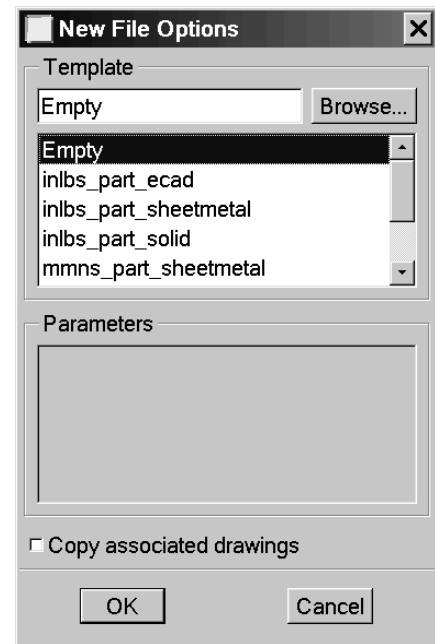 New File Options
Template
Empty
Browse...
Empty
inlbs_part_ecad
inlbs_part_sheetmetal
inlbs_part_solid
mmns_part_sheetmetal
Parameters
Copy associated drawings
OK
Cancel